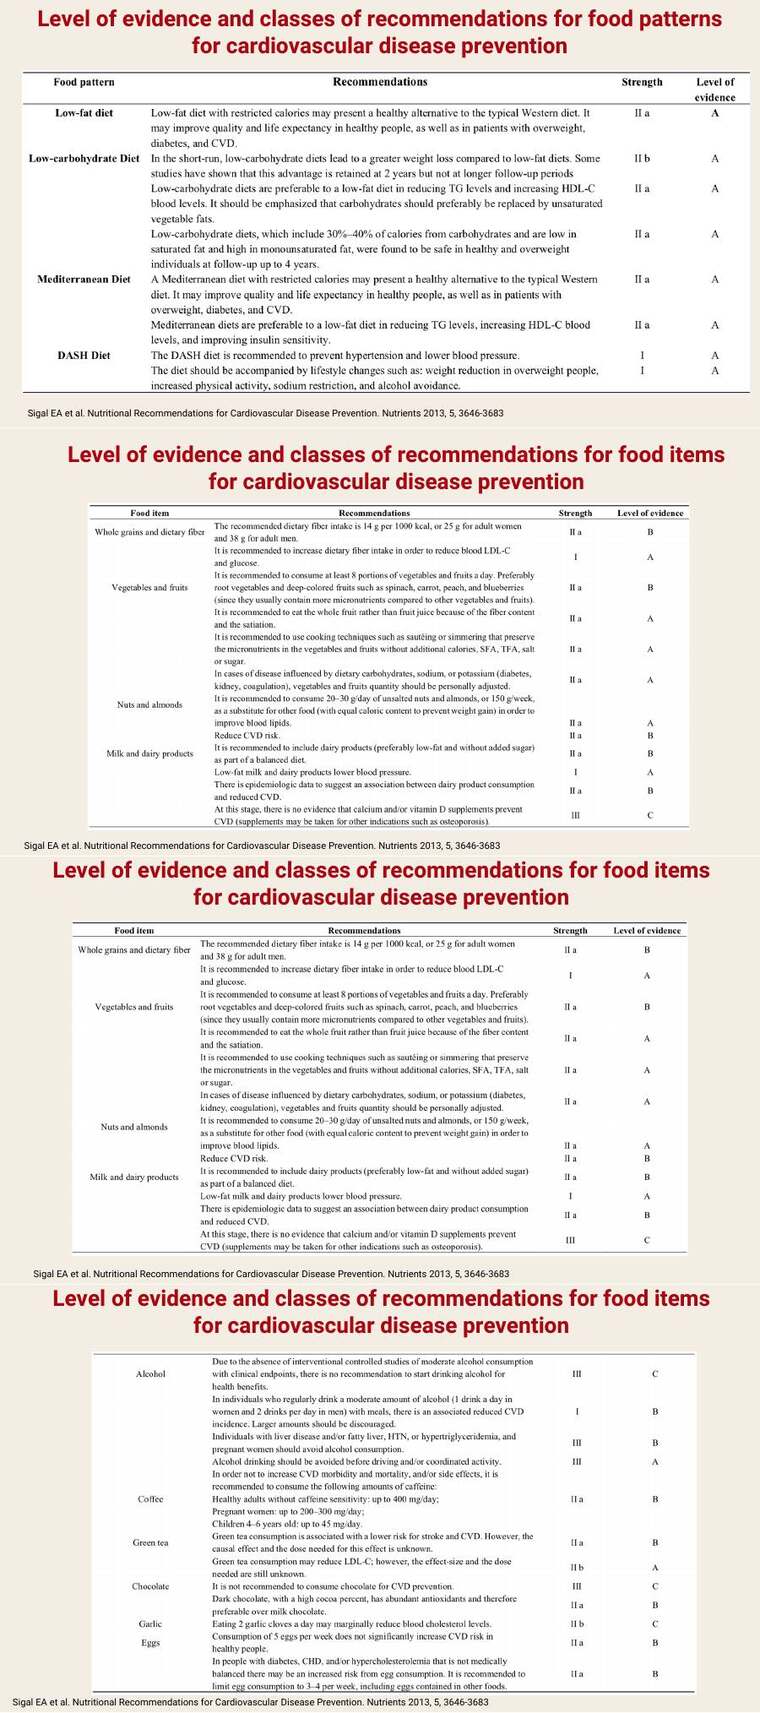 Level of evidence and classes of recommendations for food patterns
for cardiovascular disease prevention
Food pattern Recommendations Strength Level of
evidence
Low-fat diet Low-fat diet with restricted calories may present a healthy alternative to the typical Western diet. It II a A
may improve quality and life expectancy in healthy people, as well as in patients with overweight,
diabetes, and CVD.
Low-carbohydrate Diet In the short-run, low-carbohydrate diets lead to a greater weight loss compared to low-fat diets. Some II b A
studies have shown that this advantage is retained at 2 years but not at longer follow-up periods
Low-carbohydrate diets are preferable to a low-fat diet in reducing TG levels and increasing HDL-C II a A
blood levels. It should be emphasized that carbohydrates should preferably be replaced by unsaturated
vegetable fats.
Low-carbohydrate diets, which include 30%–40% of calories from carbohydrates and are low in II a A
saturated fat and high in monounsaturated fat, were found to be safe in healthy and overweight
individuals at follow-up up to 4 years.
Mediterranean Diet A Mediterranean diet with restricted calories may present a healthy alternative to the typical Western II a A
diet. It may improve quality and life expectancy in healthy people, as well as in patients with
overweight, diabetes, and CVD.
Mediterranean diets are preferable to a low-fat diet in reducing TG levels, increasing HDL-C blood II a A
levels, and improving insulin sensitivity.
DASH Diet The DASH diet is recommended to prevent hypertension and lower blood pressure. I A
The diet should be accompanied by lifestyle changes such as: weight reduction in overweight people, I A
increased physical activity, sodium restriction, and alcohol avoidance.
Sigal EA et al. Nutritional Recommendations for Cardiovascular Disease Prevention. Nutrients 2013, 5, 3646-3683
Level of evidence and classes of recommendations for food items
for cardiovascular disease prevention
Food item Recommendations Strength Level of evidence
Whole grains and dietary fiber The recommended dietary fiber intake is 14 g per 1000 kcal, or 25 g for adult women II a B
and 38 g for adult men.
It is recommended to increase dietary fiber intake in order to reduce blood LDL-C I A
and glucose.
It is recommended to consume at least 8 portions of vegetables and fruits a day. Preferably
Vegetables and fruits root vegetables and deep-colored fruits such as spinach, carrot, peach, and blueberries II a B
(since they usually contain more micronutrients compared to other vegetables and fruits).
It is recommended to eat the whole fruit rather than fruit juice because of the fiber content II a A
and the satiation.
It is recommended to use cooking techniques such as sautéing or simmering that preserve
the micronutrients in the vegetables and fruits without additional calories, SFA, TFA, salt II a A
or sugar.
In cases of disease influenced by dietary carbohydrates, sodium, or potassium (diabetes, II a A
kidney, coagulation), vegetables and fruits quantity should be personally adjusted.
Nuts and almonds It is recommended to consume 20–30 g/day of unsalted nuts and almonds, or 150 g/week,
as a substitute for other food (with equal caloric content to prevent weight gain) in order to
improve blood lipids. II a A
Reduce CVD risk. II a B
Milk and dairy products It is recommended to include dairy products (preferably low-fat and without added sugar) II a B
as part of a balanced diet.
Low-fat milk and dairy products lower blood pressure. I A
There is epidemiologic data to suggest an association between dairy product consumption II a B
and reduced CVD.
At this stage, there is no evidence that calcium and/or vitamin D supplements prevent III C
CVD (supplements may be taken for other indications such as osteoporosis).
Sigal EA et al. Nutritional Recommendations for Cardiovascular Disease Prevention. Nutrients 2013, 5, 3646-3683
Level of evidence and classes of recommendations for food items
for cardiovascular disease prevention
Food item Recommendations Strength Level of evidence
Whole grains and dietary fiber The recommended dietary fiber intake is 14 g per 1000 kcal, or 25 g for adult women II a B
and 38 g for adult men.
It is recommended to increase dietary fiber intake in order to reduce blood LDL-C I A
and glucose.
It is recommended to consume at least 8 portions of vegetables and fruits a day. Preferably
Vegetables and fruits root vegetables and deep-colored fruits such as spinach, carrot, peach, and blueberries II a B
(since they usually contain more micronutrients compared to other vegetables and fruits).
It is recommended to eat the whole fruit rather than fruit juice because of the fiber content II a A
and the satiation.
It is recommended to use cooking techniques such as sautéing or simmering that preserve
the micronutrients in the vegetables and fruits without additional calories, SFA, TFA, salt II a A
or sugar.
In cases of disease influenced by dietary carbohydrates, sodium, or potassium (diabetes, II a A
kidney, coagulation), vegetables and fruits quantity should be personally adjusted.
Nuts and almonds It is recommended to consume 20–30 g/day of unsalted nuts and almonds, or 150 g/week,
as a substitute for other food (with equal caloric content to prevent weight gain) in order to
improve blood lipids. II a A
Reduce CVD risk. II a B
Milk and dairy products It is recommended to include dairy products (preferably low-fat and without added sugar) II a B
as part of a balanced diet.
Low-fat milk and dairy products lower blood pressure. I A
There is epidemiologic data to suggest an association between dairy product consumption II a B
and reduced CVD.
At this stage, there is no evidence that calcium and/or vitamin D supplements prevent III C
CVD (supplements may be taken for other indications such as osteoporosis).
Sigal EA et al. Nutritional Recommendations for Cardiovascular Disease Prevention. Nutrients 2013, 5, 3646-3683
Level of evidence and classes of recommendations for food items
for cardiovascular disease prevention
Due to the absence of interventional controlled studies of moderate alcohol consumption
Alcohol with clinical endpoints, there is no recommendation to start drinking alcohol for III C
health benefits.
In individuals who regularly drink a moderate amount of alcohol (1 drink a day in
women and 2 drinks per day in men) with meals, there is an associated reduced CVD I B
incidence. Larger amounts should be discouraged.
Individuals with liver disease and/or fatty liver, HTN, or hypertriglyceridemia, and III B
pregnant women should avoid alcohol consumption.
Alcohol drinking should be avoided before driving and/or coordinated activity. III A
In order not to increase CVD morbidity and mortality, and/or side effects, it is
recommended to consume the following amounts of caffeine:
Coffee Healthy adults without caffeine sensitivity: up to 400 mg/day; II a B
Pregnant women: up to 200–300 mg/day;
Children 4–6 years old: up to 45 mg/day.
Green tea Green tea consumption is associated with a lower risk for stroke and CVD. However, the II a B
causal effect and the dose needed for this effect is unknown.
Green tea consumption may reduce LDL-C; however, the effect-size and the dose II b A
needed are still unknown.
Chocolate It is not recommended to consume chocolate for CVD prevention. III C
Dark chocolate, with a high cocoa percent, has abundant antioxidants and therefore II a B
preferable over milk chocolate.
Garlic Eating 2 garlic cloves a day may marginally reduce blood cholesterol levels. II b C
Eggs Consumption of 5 eggs per week does not significantly increase CVD risk in II a B
healthy people.
In people with diabetes, CHD, and/or hypercholesterolemia that is not medically
balanced there may be an increased risk from egg consumption. It is recommended to II a B
limit egg consumption to 3–4 per week, including eggs contained in other foods.
Sigal EA et al. Nutritional Recommendations for Cardiovascular Disease Prevention. Nutrients 2013, 5, 3646-3683